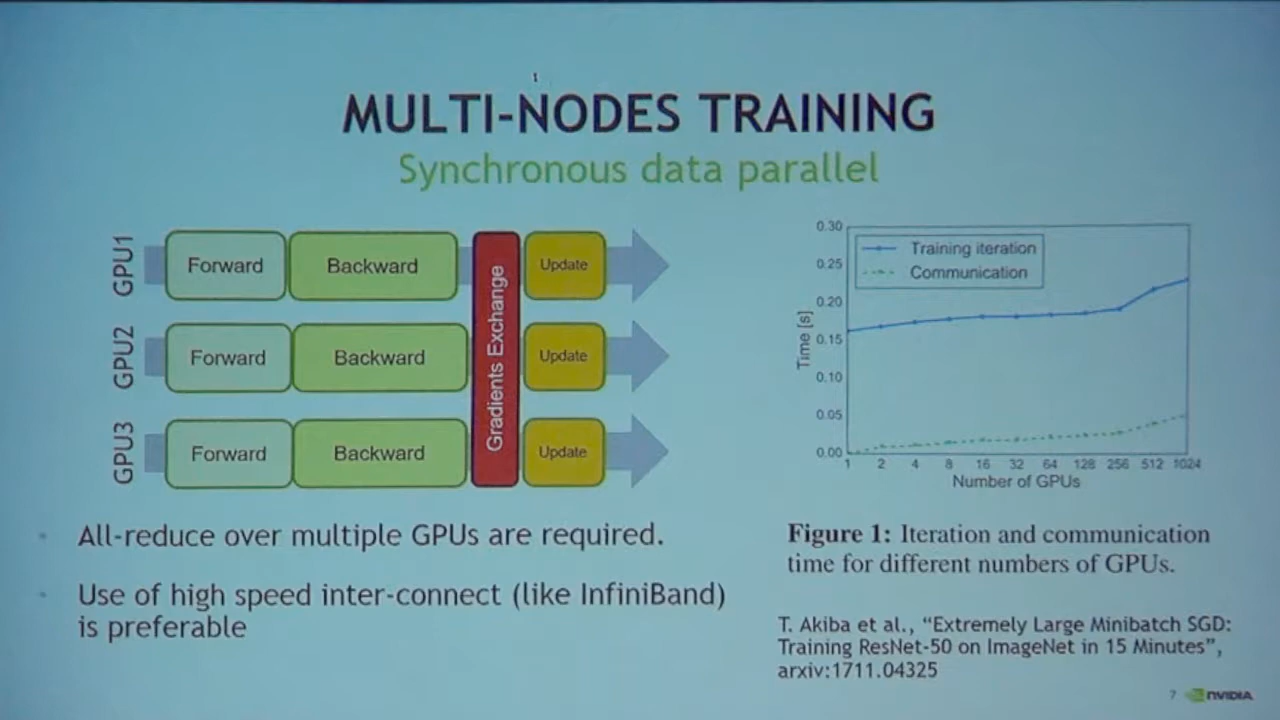 MULTI-NODES TRAINING
Synchronous data parallel
GPU1
Forward
Backward
Update
GPU2
Forward
Backward
Update
GPU3
Forward
Backward
Update
Gradients Exchange
All-reduce over multiple GPUs are required.
Use of high speed inter-connect (like InfiniBand)
is preferable
0.30
0.25
0.20
0.15
0.10
0.05
0.00
Time [s]
Training iteration
Communication
1 2 4 8 16 32 64 128 256 512 1024
Number of GPUs
Figure 1: Iteration and communication
time for different numbers of GPUs.
T. Akiba et al., “Extremely Large Minibatch SGD:
Training ResNet-50 on ImageNet in 15 Minutes”,
arxiv:1711.04325
7 NVIDIA